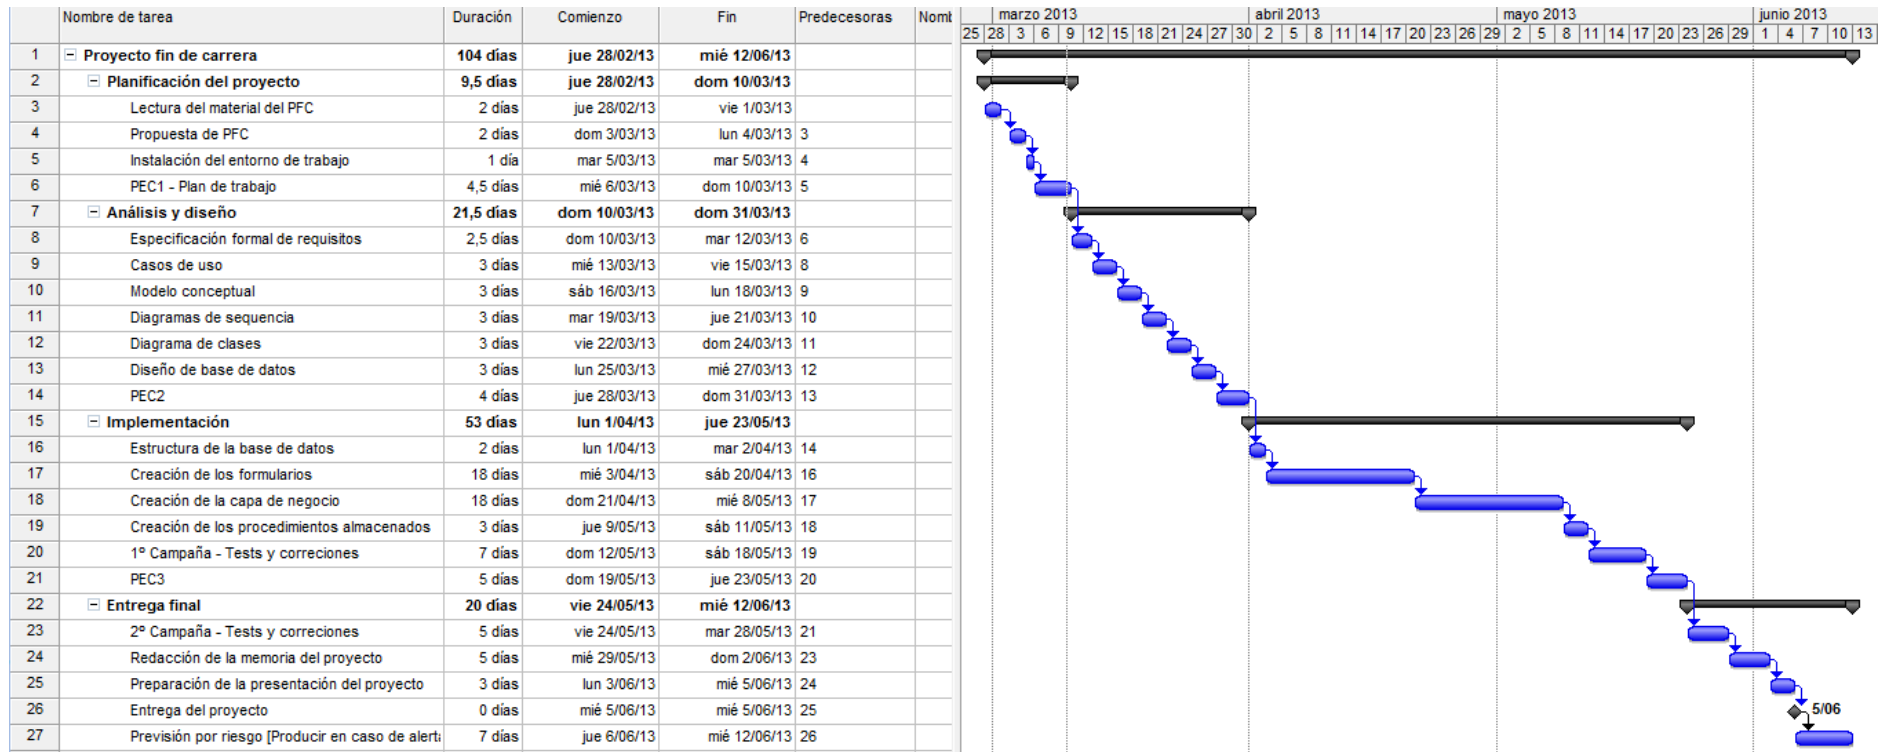 Nombre de tarea Duración Comienzo Fin Predecesoras Nomb marzo 2013 abril 2013 mayo 2013 junio 2013
25 28 3 6 9 12 15 18 21 24 27 30 2 5 8 11 14 17 20 23 26 29 2 5 8 11 14 17 20 23 26 29 1 4 7 10 13
1 Proyecto fin de carrera 104 días jue 28/02/13 mié 12/06/13
2 Planificación del proyecto 9,5 días jue 28/02/13 dom 10/03/13
3 Lectura del material del PFC 2 días jue 28/02/13 vie 1/03/13
4 Propuesta de PFC 2 días dom 3/03/13 lun 4/03/13 3
5 Instalación del entorno de trabajo 1 día mar 5/03/13 mar 5/03/13 4
6 PEC1 - Plan de trabajo 4,5 días mié 6/03/13 dom 10/03/13 5
7 Análisis y diseño 21,5 días dom 10/03/13 dom 31/03/13
8 Especificación formal de requisitos 2,5 días dom 10/03/13 mar 12/03/13 6
9 Casos de uso 3 días mié 13/03/13 vie 15/03/13 8
10 Modelo conceptual 3 días sáb 16/03/13 lun 18/03/13 9
11 Diagramas de sequencia 3 días mar 19/03/13 jue 21/03/13 10
12 Diagrama de clases 3 días vie 22/03/13 dom 24/03/13 11
13 Diseño de base de datos 3 días lun 25/03/13 mié 27/03/13 12
14 PEC2 4 días jue 28/03/13 dom 31/03/13 13
15 Implementación 53 días lun 1/04/13 jue 23/05/13
16 Estructura de la base de datos 2 días lun 1/04/13 mar 2/04/13 14
17 Creación de los formularios 18 días mié 3/04/13 sáb 20/04/13 16
18 Creación de la capa de negocio 18 días dom 21/04/13 mié 8/05/13 17
19 Creación de los procedimientos almacenados 3 días jue 9/05/13 sáb 11/05/13 18
20 1º Campaña - Tests y correciones 7 días dom 12/05/13 sáb 18/05/13 19
21 PEC3 5 días dom 19/05/13 jue 23/05/13 20
22 Entrega final 20 días vie 24/05/13 mié 12/06/13
23 2º Campaña - Tests y correciones 5 días vie 24/05/13 mar 28/05/13 21
24 Redacción de la memoria del proyecto 5 días mié 29/05/13 dom 2/06/13 23
25 Preparación de la presentación del proyecto 3 días lun 3/06/13 mié 5/06/13 24
26 Entrega del proyecto 0 días mié 5/06/13 mié 5/06/13 25 5/06
27 Previsión por riesgo [Producir en caso de alerta 7 días jue 6/06/13 mié 12/06/13 26